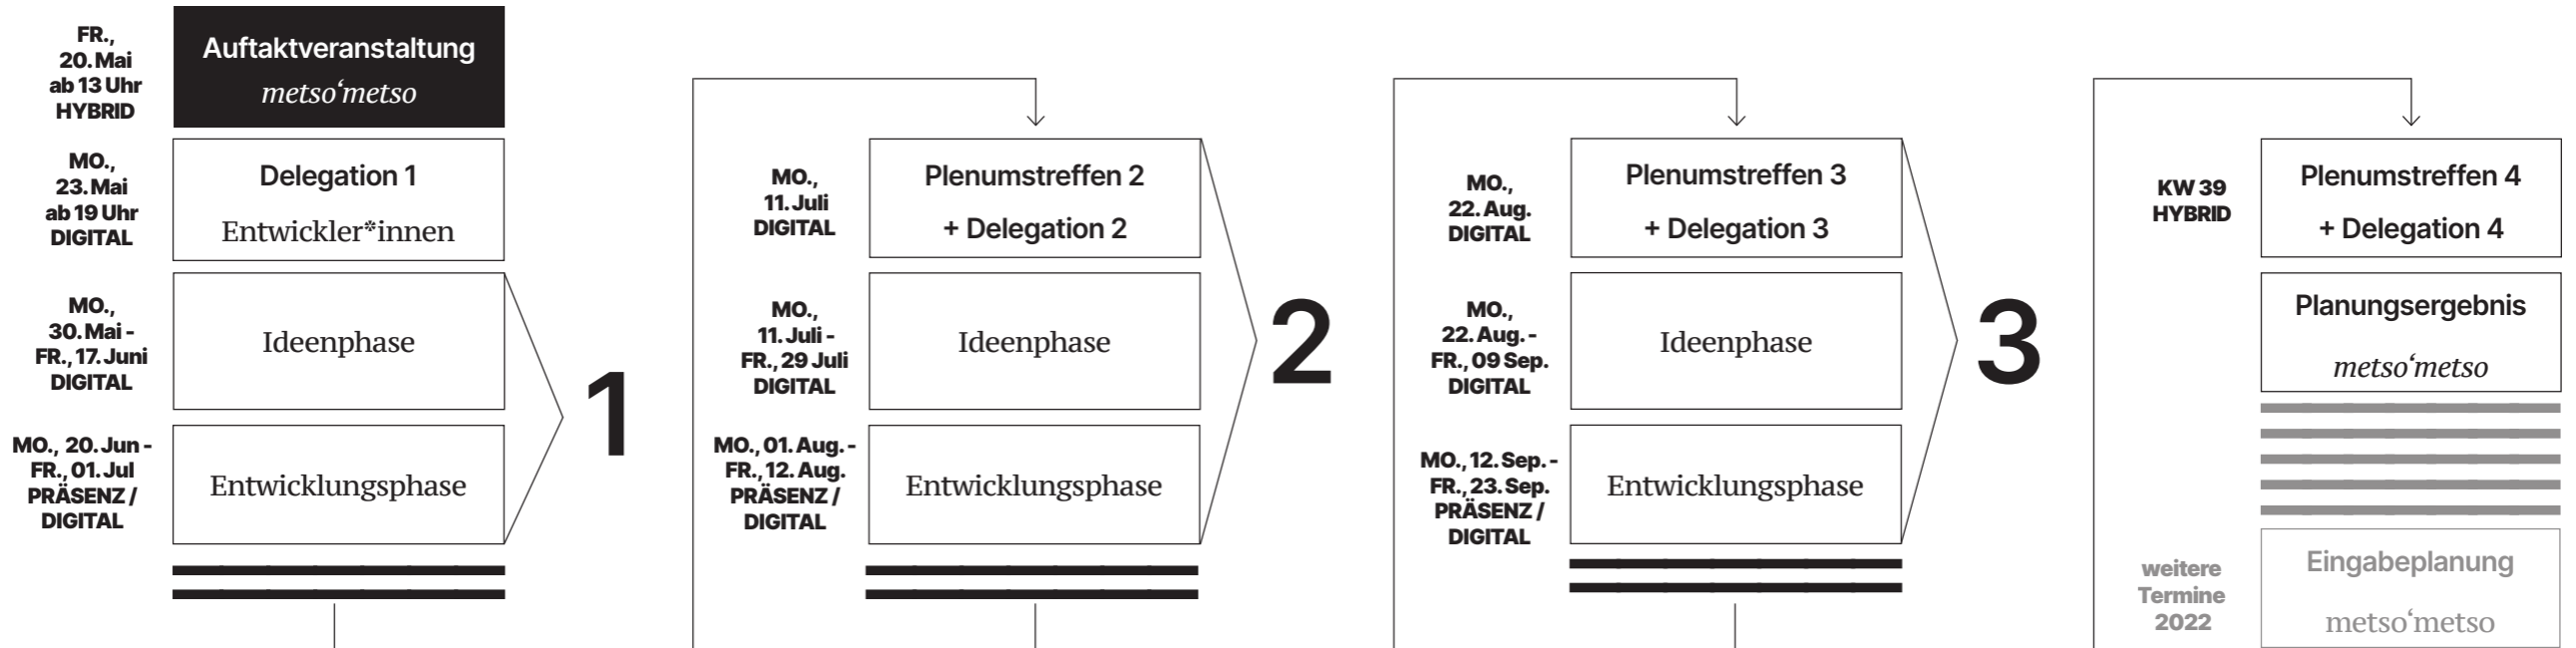 FR.,
20. Mai
ab 13 Uhr
HYBRID
Auftaktveranstaltung
metso‘metso
MO.,
23. Mai
ab 19 Uhr
DIGITAL
Delegation 1
Entwickler*innen
MO.,
30. Mai -
FR., 17. Juni
DIGITAL
Ideenphase
MO., 20. Jun -
FR., 01. Jul
PRÄSENZ /
DIGITAL
Entwicklungsphase
1
MO.,
11. Juli
DIGITAL
Plenumstreffen 2
+ Delegation 2
MO.,
11. Juli -
FR., 29 Juli
DIGITAL
Ideenphase
MO., 01. Aug. -
FR., 12. Aug.
PRÄSENZ /
DIGITAL
Entwicklungsphase
2
MO.,
22. Aug.
DIGITAL
Plenumstreffen 3
+ Delegation 3
MO.,
22. Aug. -
FR., 09 Sep.
DIGITAL
Ideenphase
MO., 12. Sep. -
FR., 23. Sep.
PRÄSENZ /
DIGITAL
Entwicklungsphase
3
KW 39
HYBRID
Plenumstreffen 4
+ Delegation 4
Planungsergebnis
metso‘metso
weitere
Termine
2022
Eingabeplanung
metso‘metso